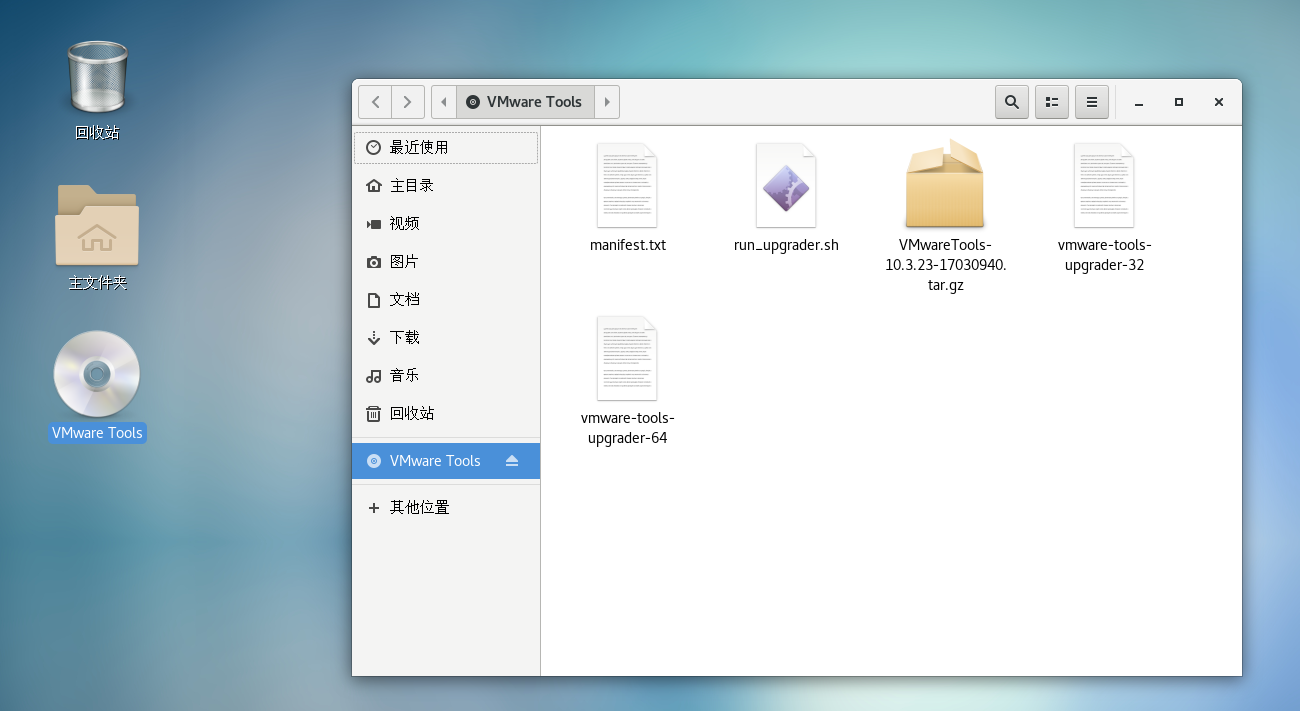 回收站
主文件夹
VMware Tools
VMware Tools
最近使用
主目录
视频
图片
文档
下载
音乐
回收站
VMware Tools
其他位置
manifest.txt
run_upgrader.sh
VMwareTools-
10.3.23-17030940.
tar.gz
vmware-tools-
upgrader-32
vmware-tools-
upgrader-64